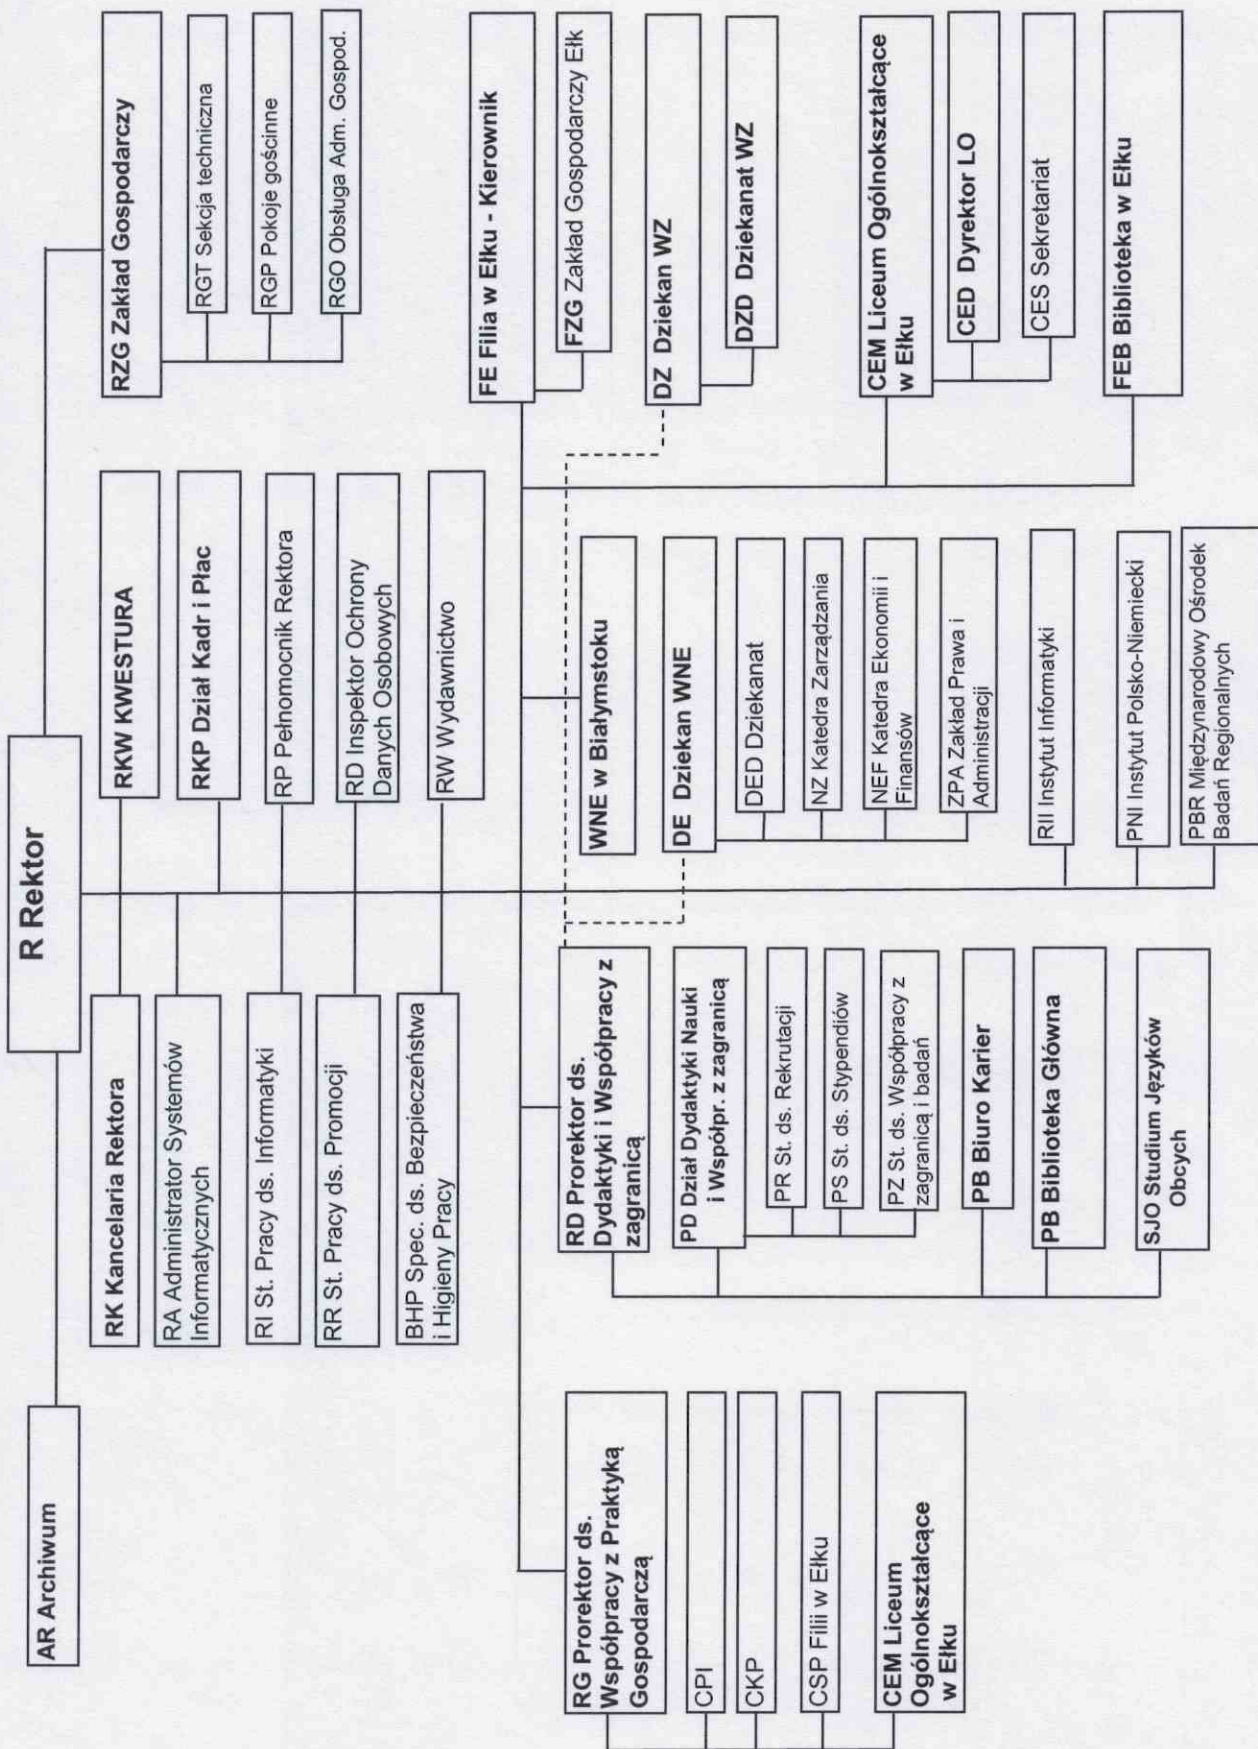 R Rektor
AR Archiwum
RK Kancelaria Rektora
RA Administrator Systemów
Informatycznych
RI St. Pracy ds. Informatyki
RR St. Pracy ds. Promocji
BHP Spec. ds. Bezpieczeństwa
i Higieny Pracy
RKW KWESTURA
RKP Dział Kadr i Płac
RP Pełnomocnik Rektora
RD Inspektor Ochrony
Danych Osobowych
RW Wydawnictwo
RZG Zakład Gospodarczy
RGT Sekcja techniczna
RGP Pokoje gościnne
RGO Obsługa Adm. Gospod.
RG Prorektor ds.
Współpracy z Praktyką
Gospodarczą
CPI
CKP
CSP Filii w Ełku
CEM Liceum
Ogólnokształcące
w Ełku
RD Prorektor ds.
Dydaktyki i Współpracy z
zagranicą
PD Dział Dydaktyki Nauki
i Współpr. z zagranicą
PR St. ds. Rekrutacji
PS St. ds. Stypendiów
PZ St. ds. Współpracy z
zagranicą i badań
PB Biuro Karier
PB Biblioteka Główna
SJO Studium Języków
Obcych
WNE w Białymstoku
DE Dziekan WNE
DED Dziekanat
NZ Katedra Zarządzania
NEF Katedra Ekonomii i
Finansów
ZPA Zakład Prawa i
Administracji
RII Instytut Informatyki
PNI Instytut Polsko-Niemiecki
PBR Międzynarodowy Ośrodek
Badań Regionalnych
FE Filia w Ełku - Kierownik
FZG Zakład Gospodarczy Ełk
DZ Dziekan WZ
DZD Dziekanat WZ
CEM Liceum Ogólnokształcące
w Ełku
CED Dyrektor LO
CES Sekretariat
FEB Biblioteka w Ełku